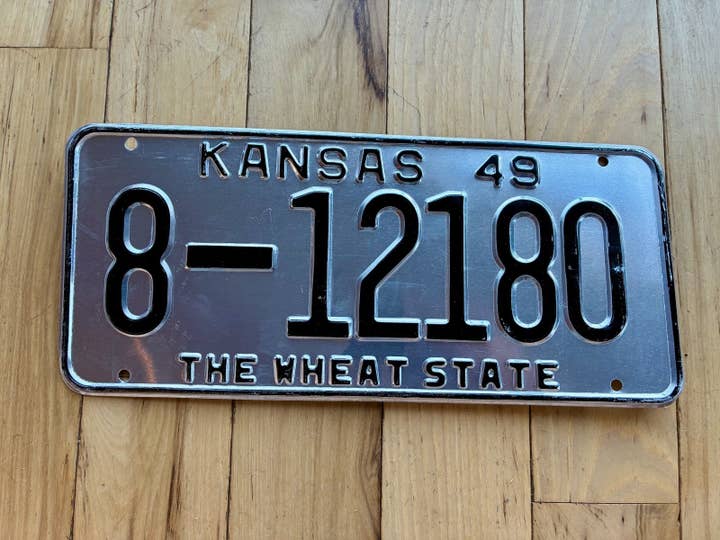 KANSAS 49
8-12180
THE WHEAT STATE